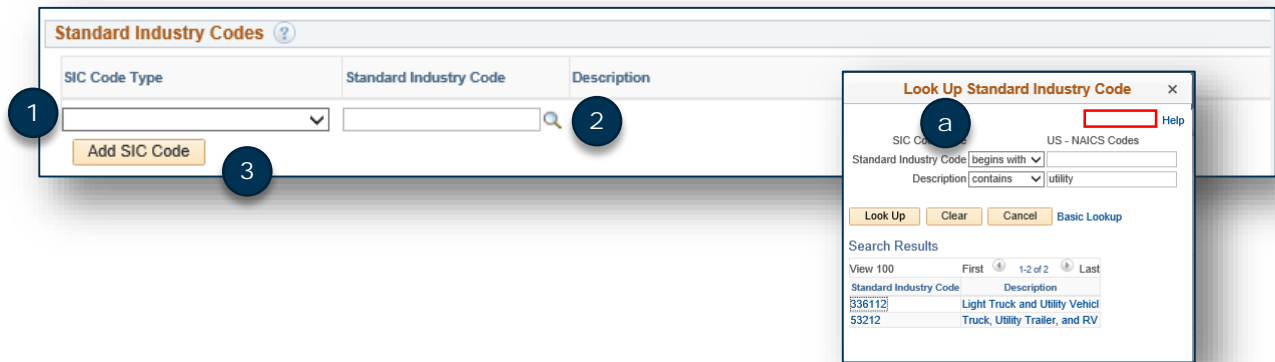 Standard Industry Codes ?
SIC Code Type Standard Industry Code Description
1
2
Add SIC Code
3
Look Up Standard Industry Code ×
a
Help
SIC Co US - NAICS Codes
Standard Industry Code begins with
Description contains utility
Look Up Clear Cancel Basic Lookup
Search Results
View 100 First 1-2 of 2 Last
Standard Industry Code Description
336112 Light Truck and Utility Vehicl
53212 Truck, Utility Trailer, and RV